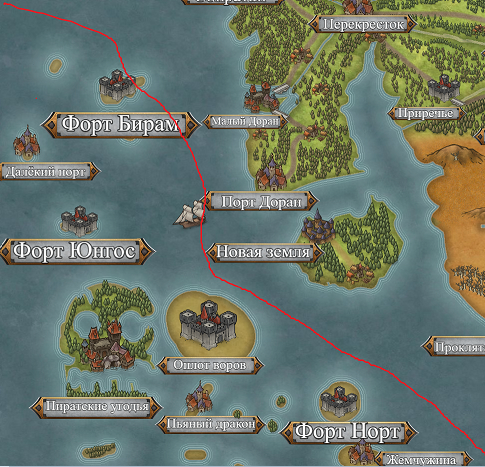 Перекресток
Приречье
Форт Бирам
Малый Доран
Далёкий порт
Порт Доран
Форт Юнгос
Новая земля
Оплот воров
Пиратские угодья
Пьяный дракон
Форт Норт
Жемчужина